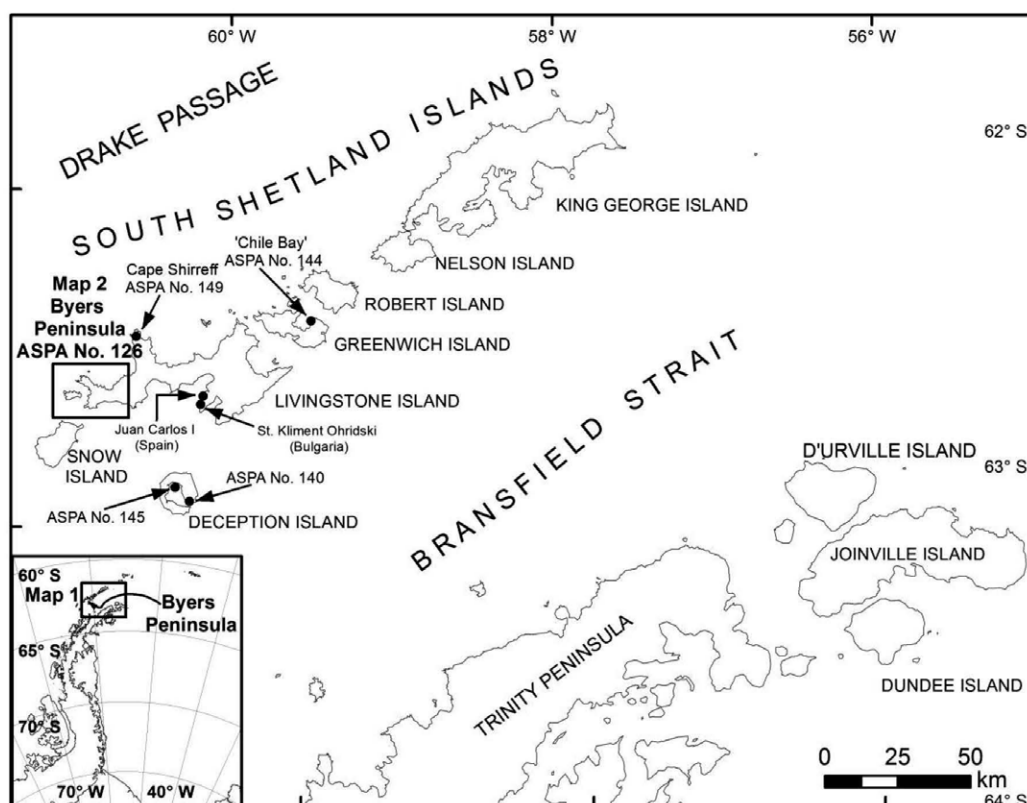 60° W
58° W
56° W
DRAKE PASSAGE
SOUTH SHETLAND ISLANDS
62° S
KING GEORGE ISLAND
'Chile Bay'
ASPA No. 144
NELSON ISLAND
Cape Shirreff
ASPA No. 149
Map 2
Byers
Peninsula
ASPA No. 126
ROBERT ISLAND
GREENWICH ISLAND
LIVINGSTONE ISLAND
Juan Carlos I
(Spain)
St. Kliment Ohridski
(Bulgaria)
SNOW
ISLAND
ASPA No. 140
ASPA No. 145
DECEPTION ISLAND
BRANSFIELD STRAIT
D'URVILLE ISLAND
63° S
JOINVILLE ISLAND
TRINITY PENINSULA
DUNDEE ISLAND
60° S
Map 1
Byers
Peninsula
65° S
70° S
70° W
40° W
0 25 50
km
64° S